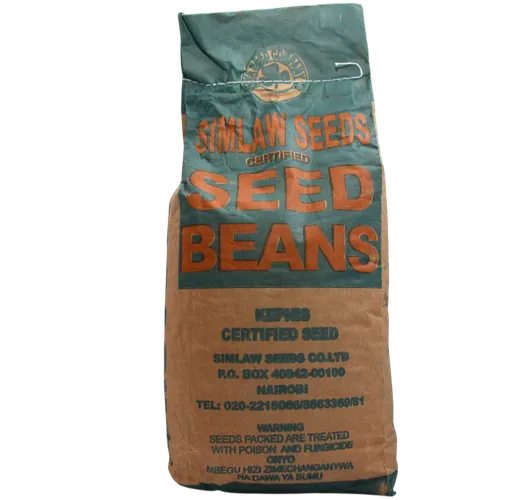 SIMLAW SEEDS
CERTIFIED
SEED
BEANS
KEPHIS
CERTIFIED SEED
SIMLAW SEEDS CO.LTD
P.O. BOX 40042-00100
NAIROBI
TEL: 020-2215066/8563369/81
WARNING
SEEDS PACKED ARE TREATED
WITH POISON AND FUNGICIDE
ONYO
MBEGU HIZI ZIMECHANGANYWA
NA DAWA YA SUMU